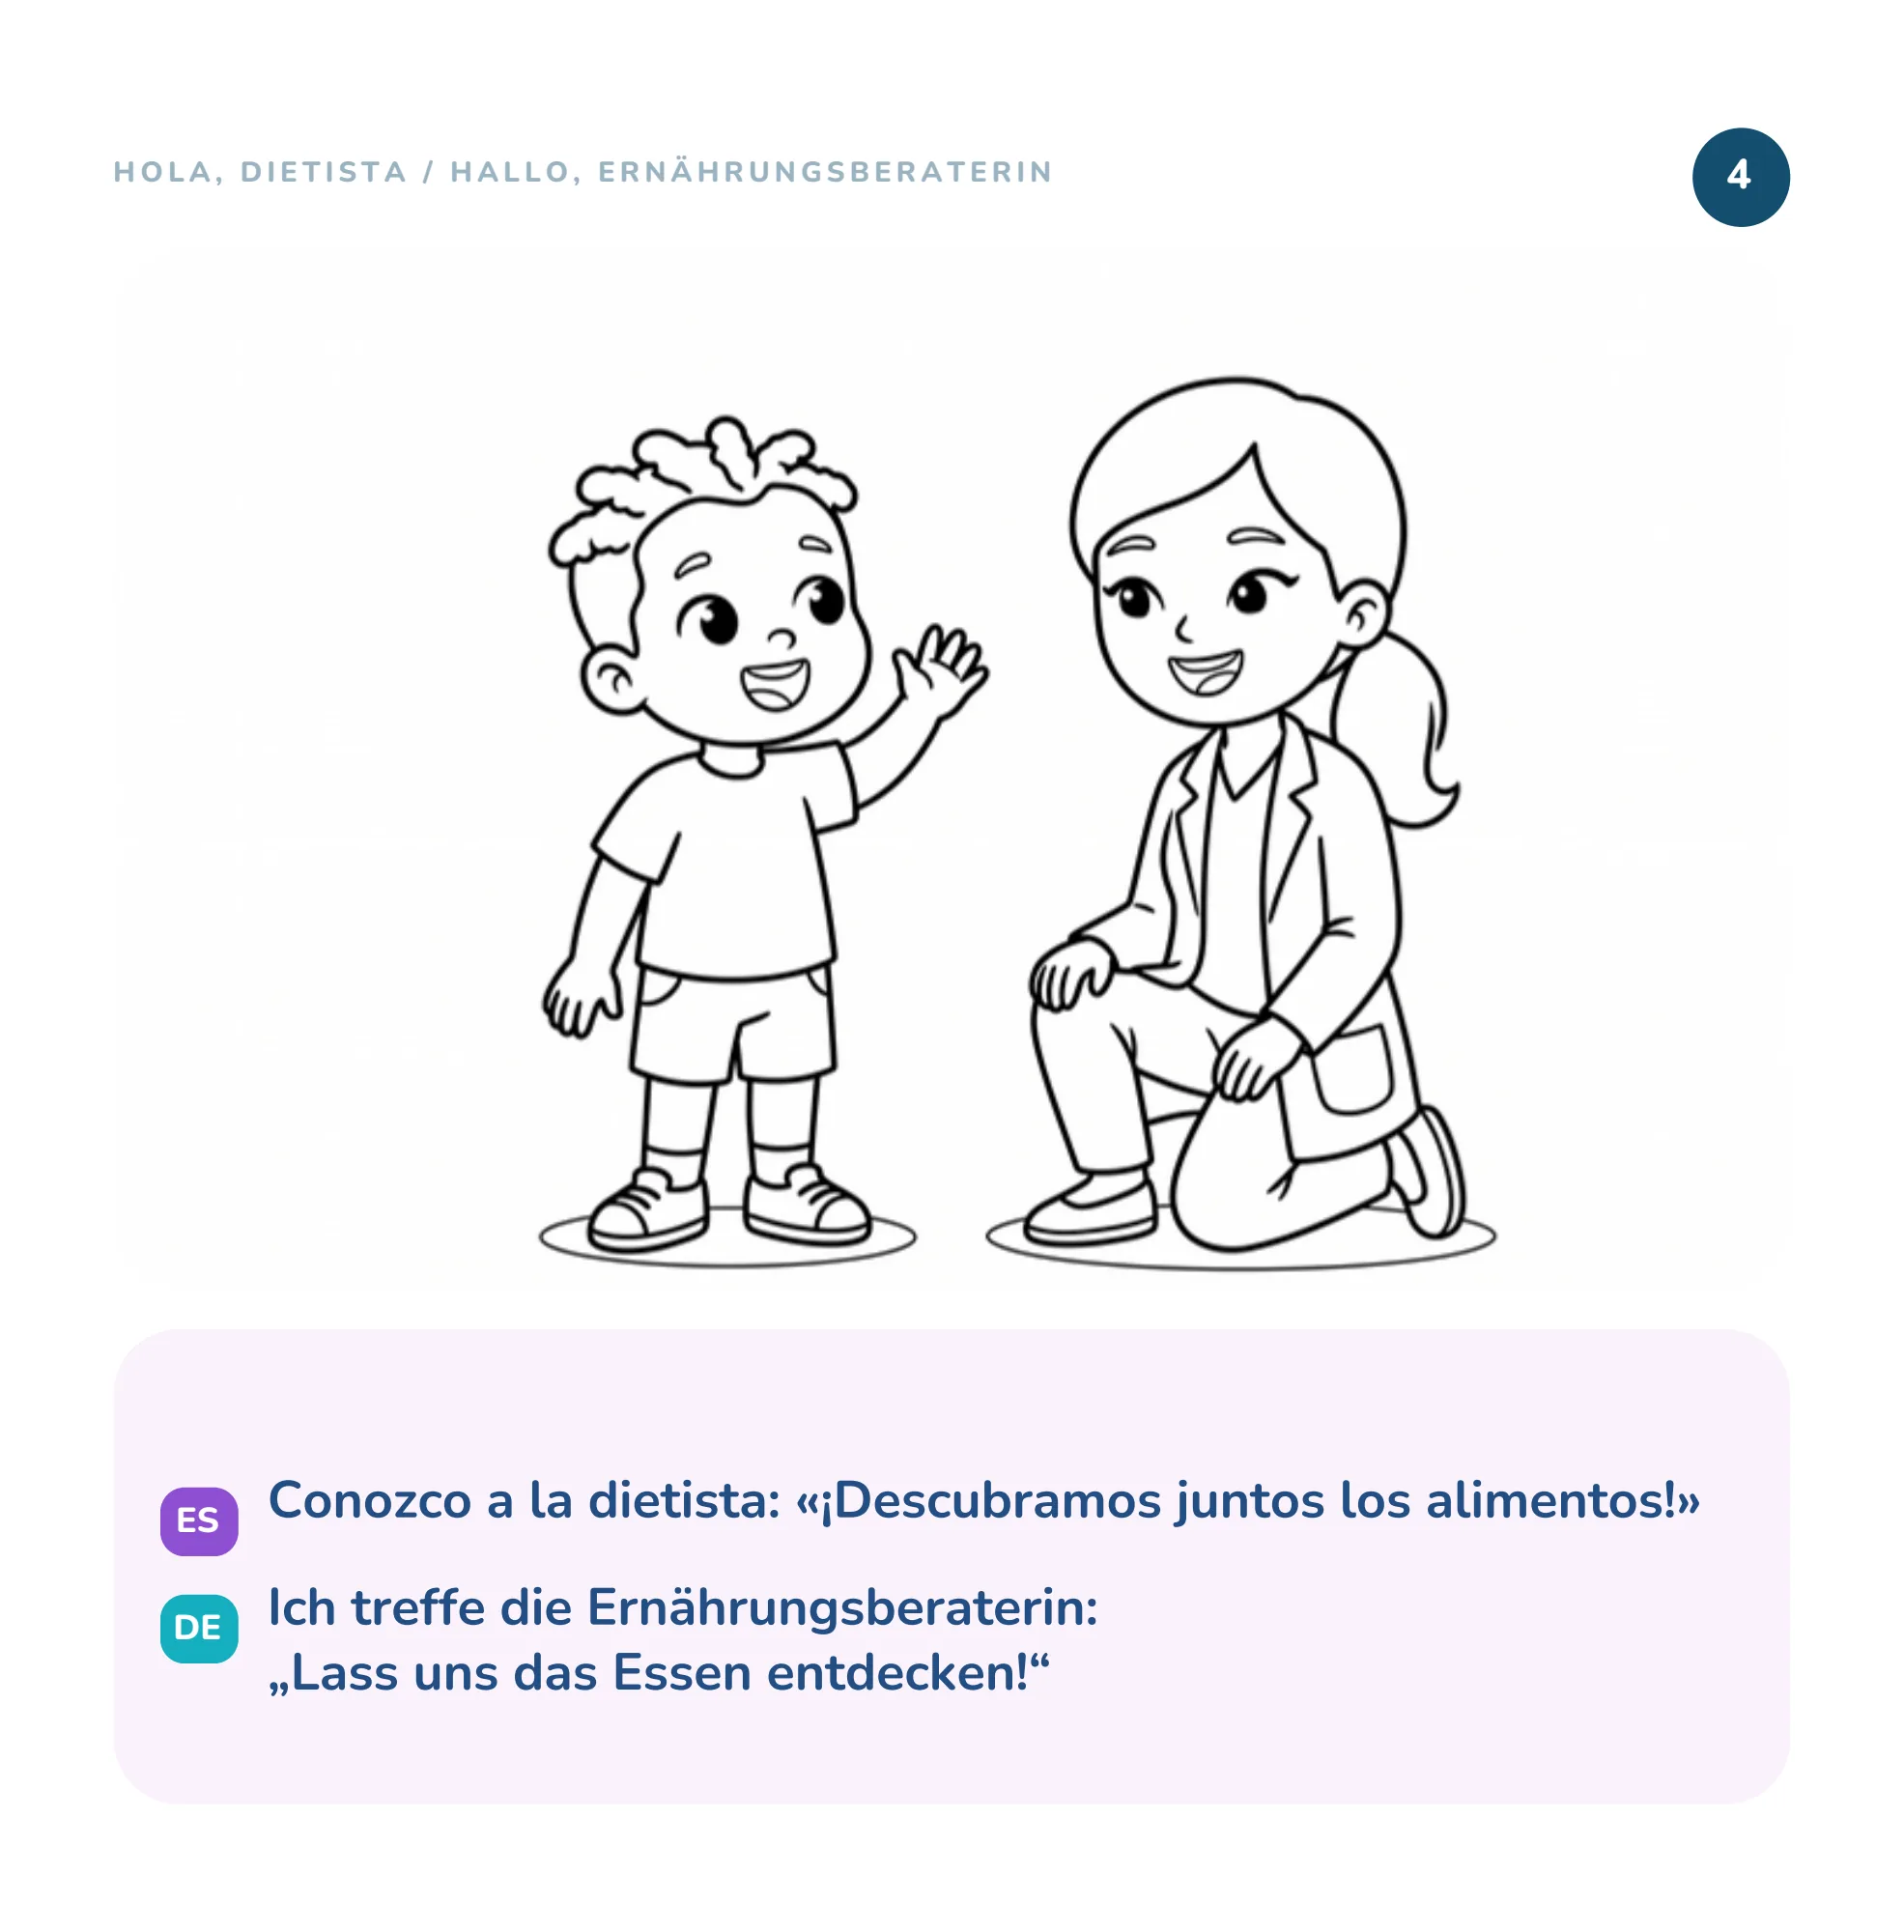 HOLA, DIETISTA / HALLO, ERNÄHRUNGSBERATERIN
4
ES Conozco a la dietista: «¡Descubramos juntos los alimentos!»
DE Ich treffe die Ernährungsberaterin:
„Lass uns das Essen entdecken!“